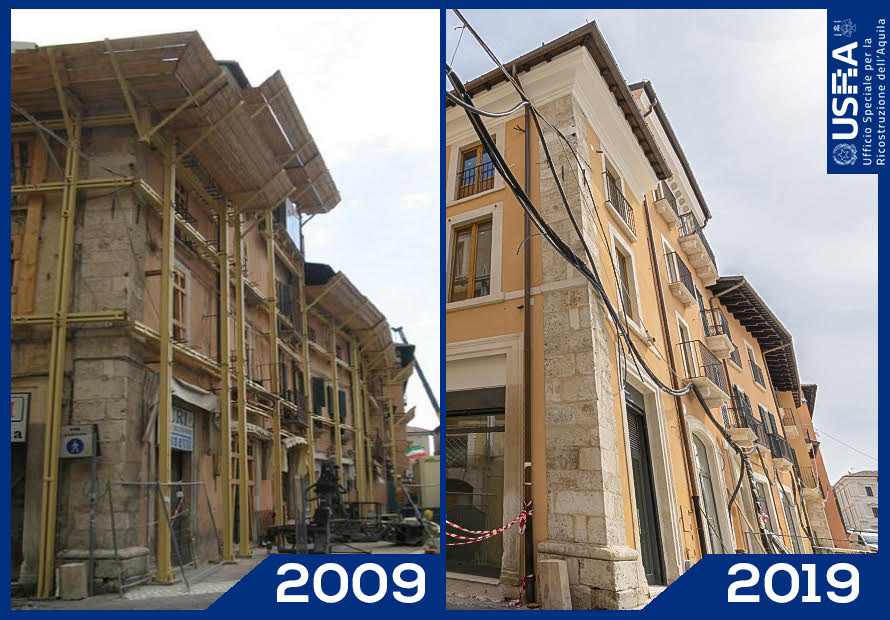 2009
2019
USRA
Ufficio Speciale per la
Ricostruzione dell'Aquila